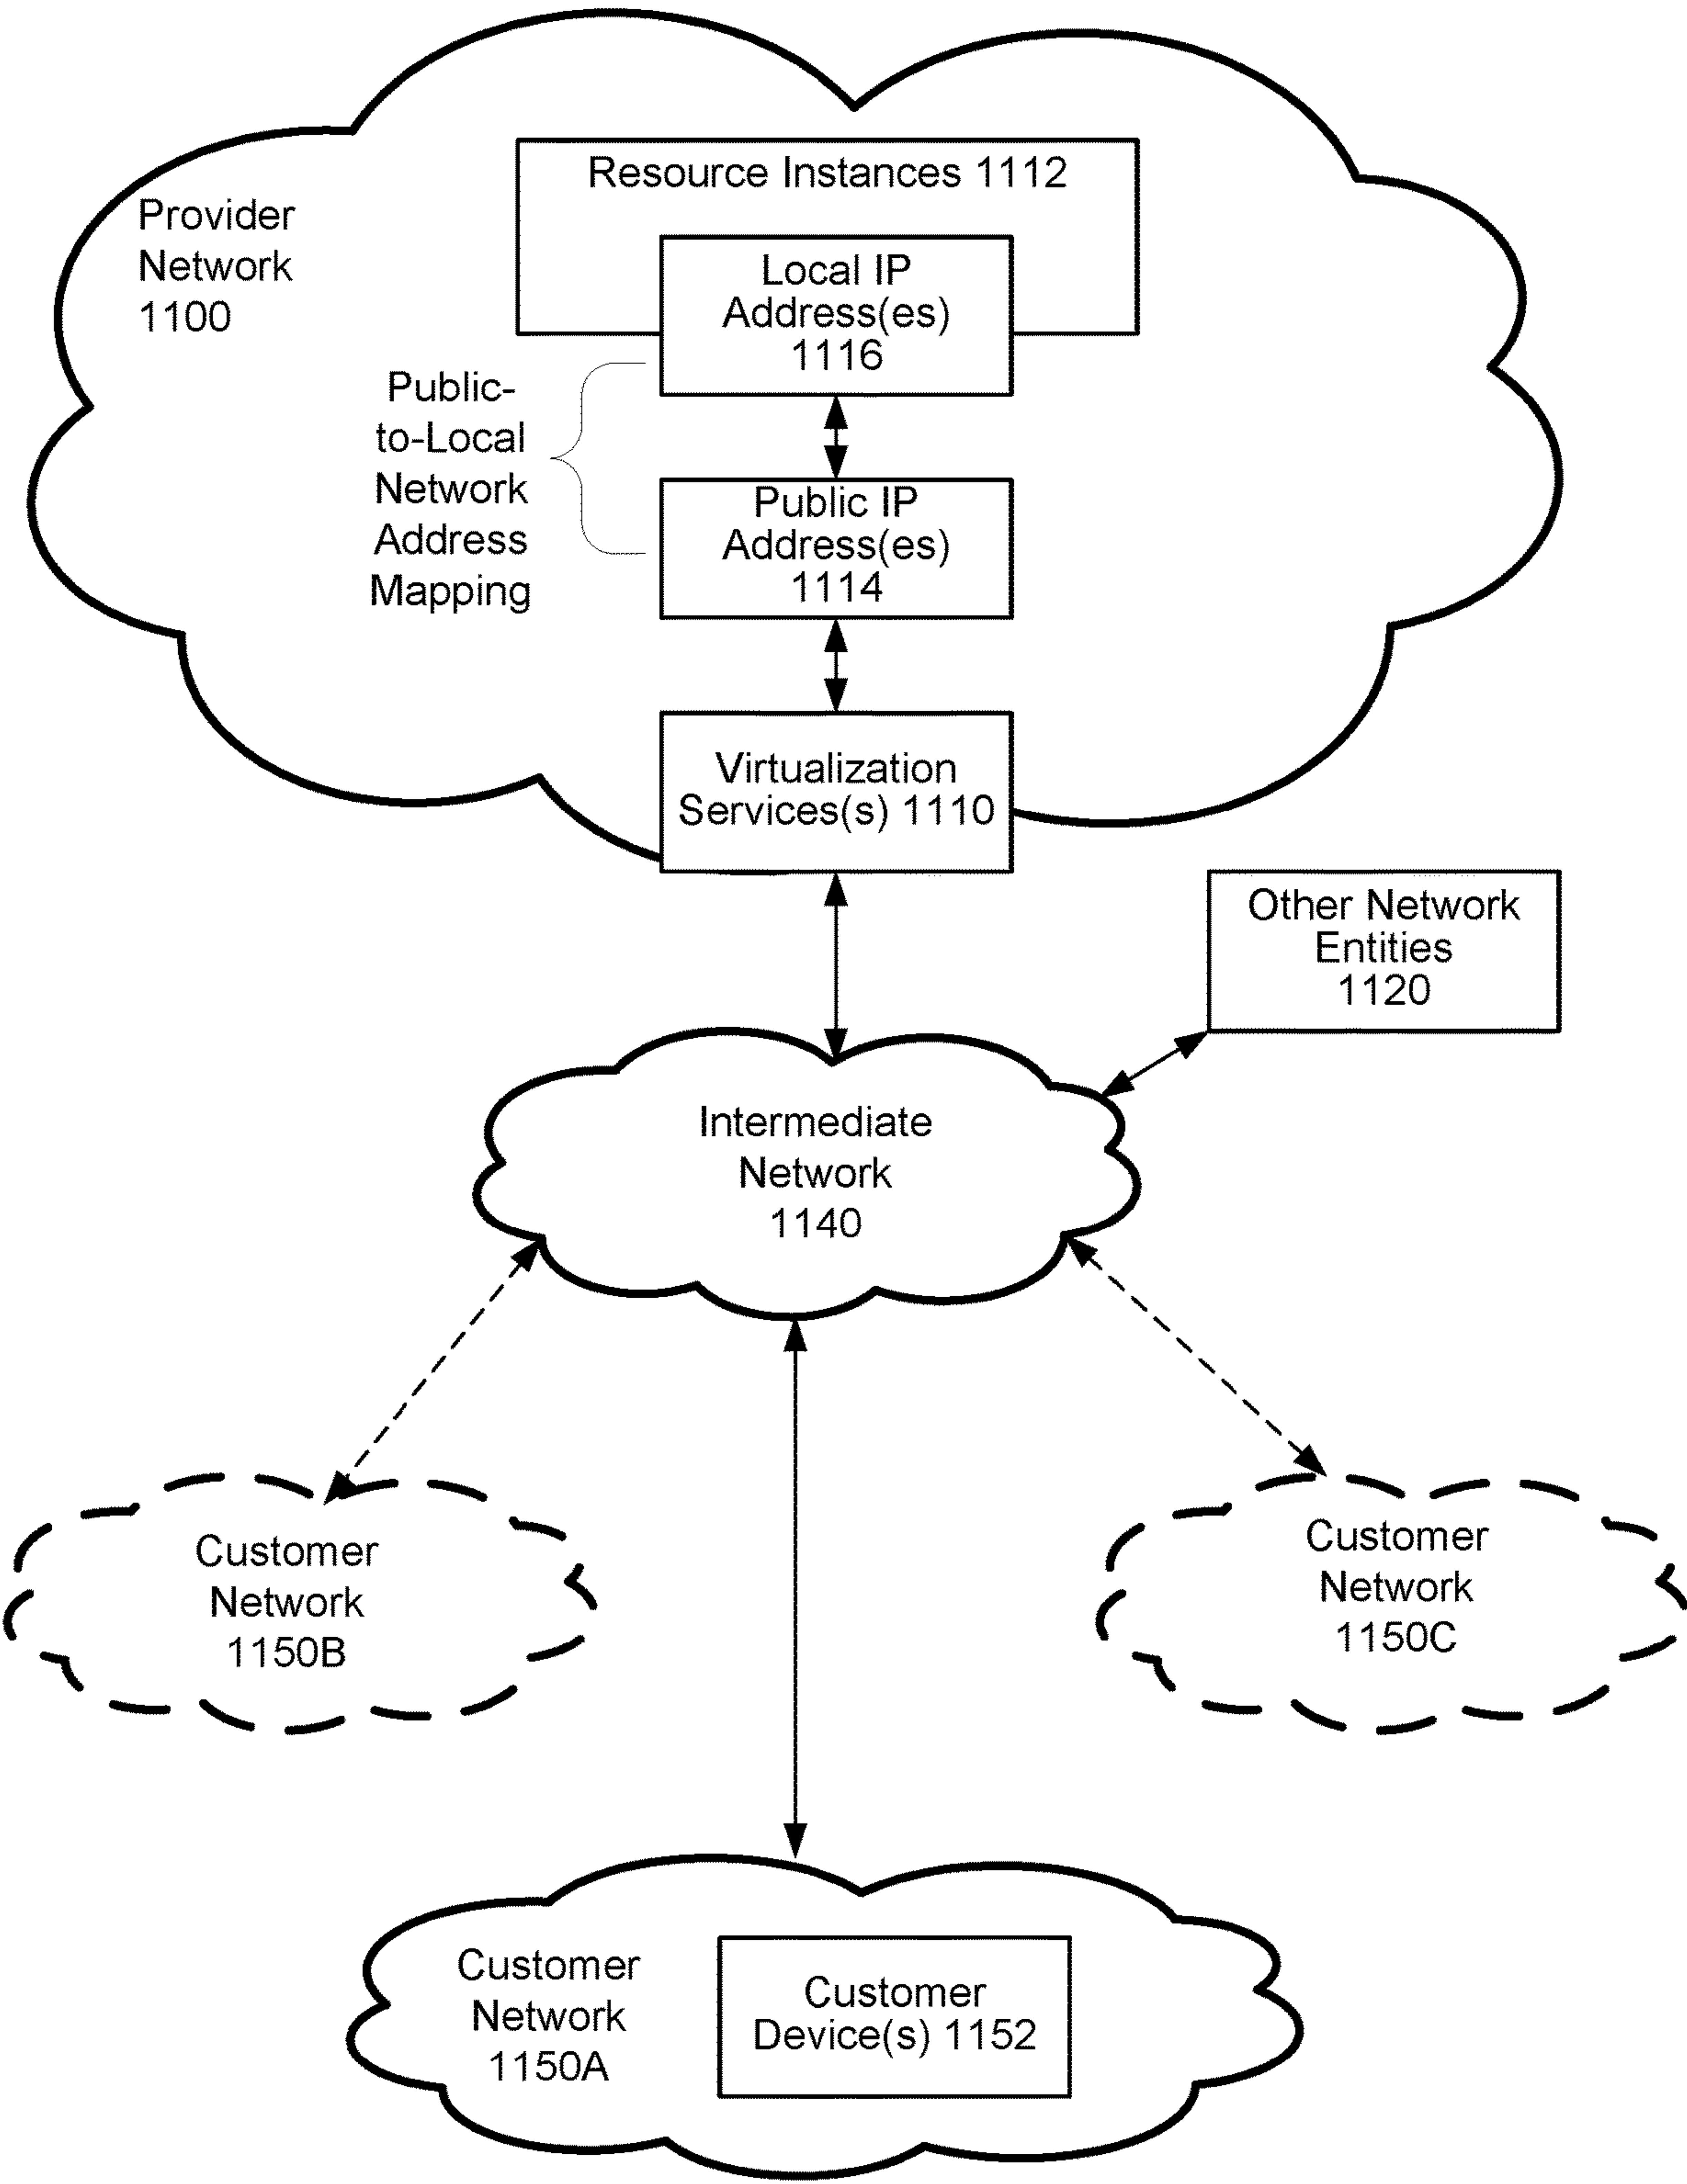 Resource Instances 1112
Provider
Network
1100
Local IP
Address(es)
1116
Public-
to-Local
Network
Address
Mapping
Public IP
Address(es)
1114
Virtualization
Services(s) 1110
Other Network
Entities
1120
Intermediate
Network
1140
Customer
Network
1150B
Customer
Network
1150C
Customer
Network
1150A
Customer
Device(s) 1152